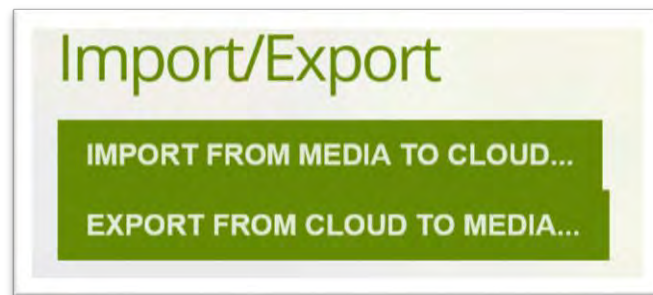 Import/Export
IMPORT FROM MEDIA TO CLOUD...
EXPORT FROM CLOUD TO MEDIA...